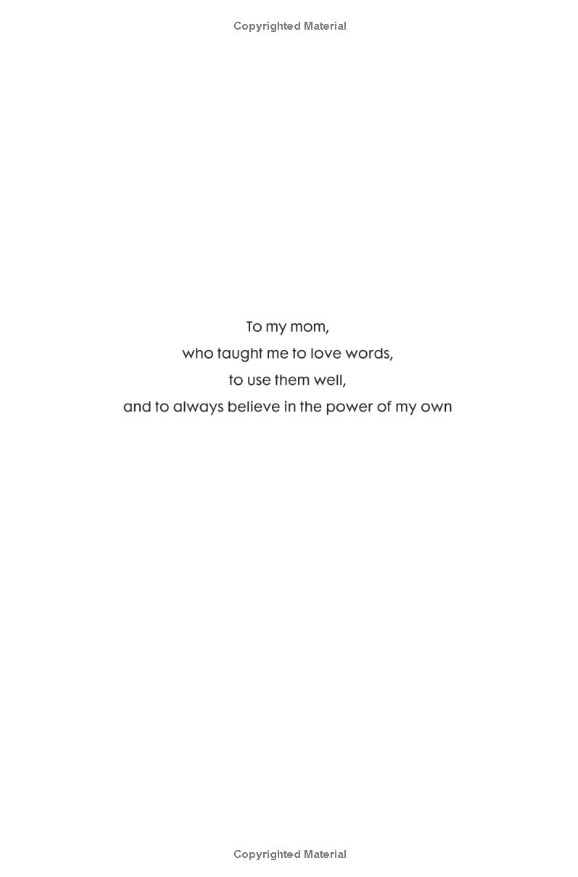 Copyrighted Material
To my mom,
who taught me to love words,
to use them well,
and to always believe in the power of my own
Copyrighted Material